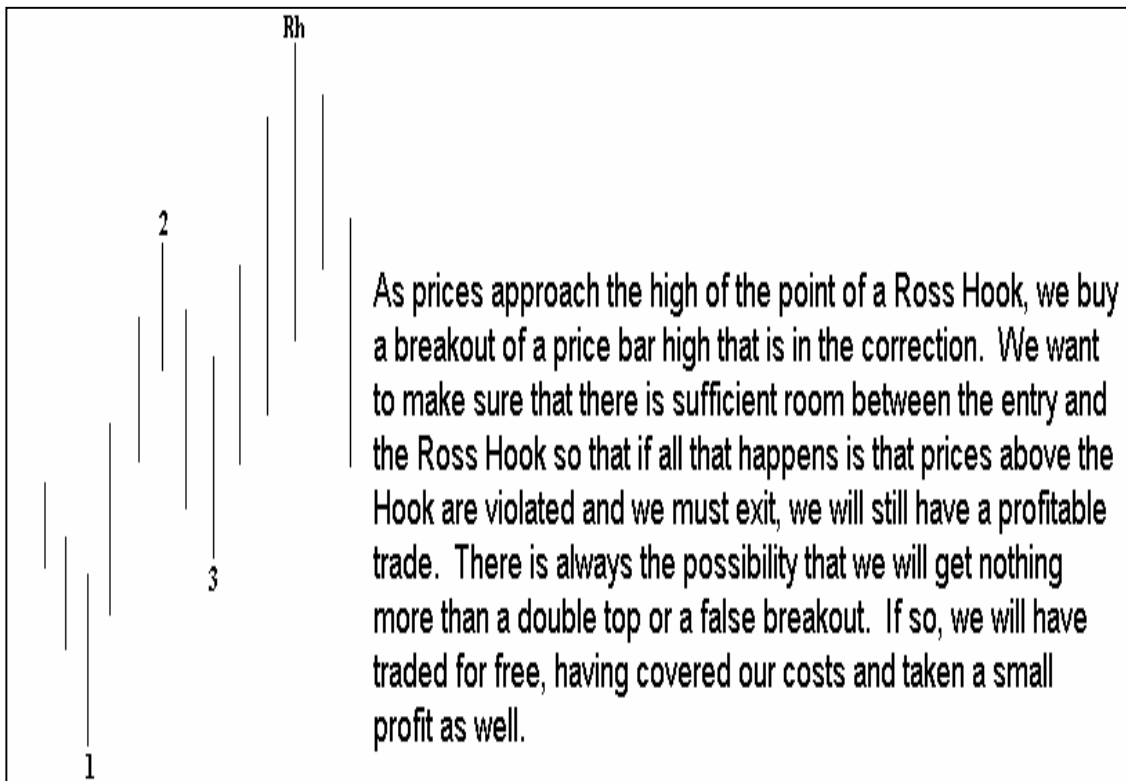 Rh
2
As prices approach the high of the point of a Ross Hook, we buy
a breakout of a price bar high that is in the correction. We want
to make sure that there is sufficient room between the entry and
the Ross Hook so that if all that happens is that prices above the
Hook are violated and we must exit, we will still have a profitable
trade. There is always the possibility that we will get nothing
more than a double top or a false breakout. If so, we will have
traded for free, having covered our costs and taken a small
profit as well.
3
1